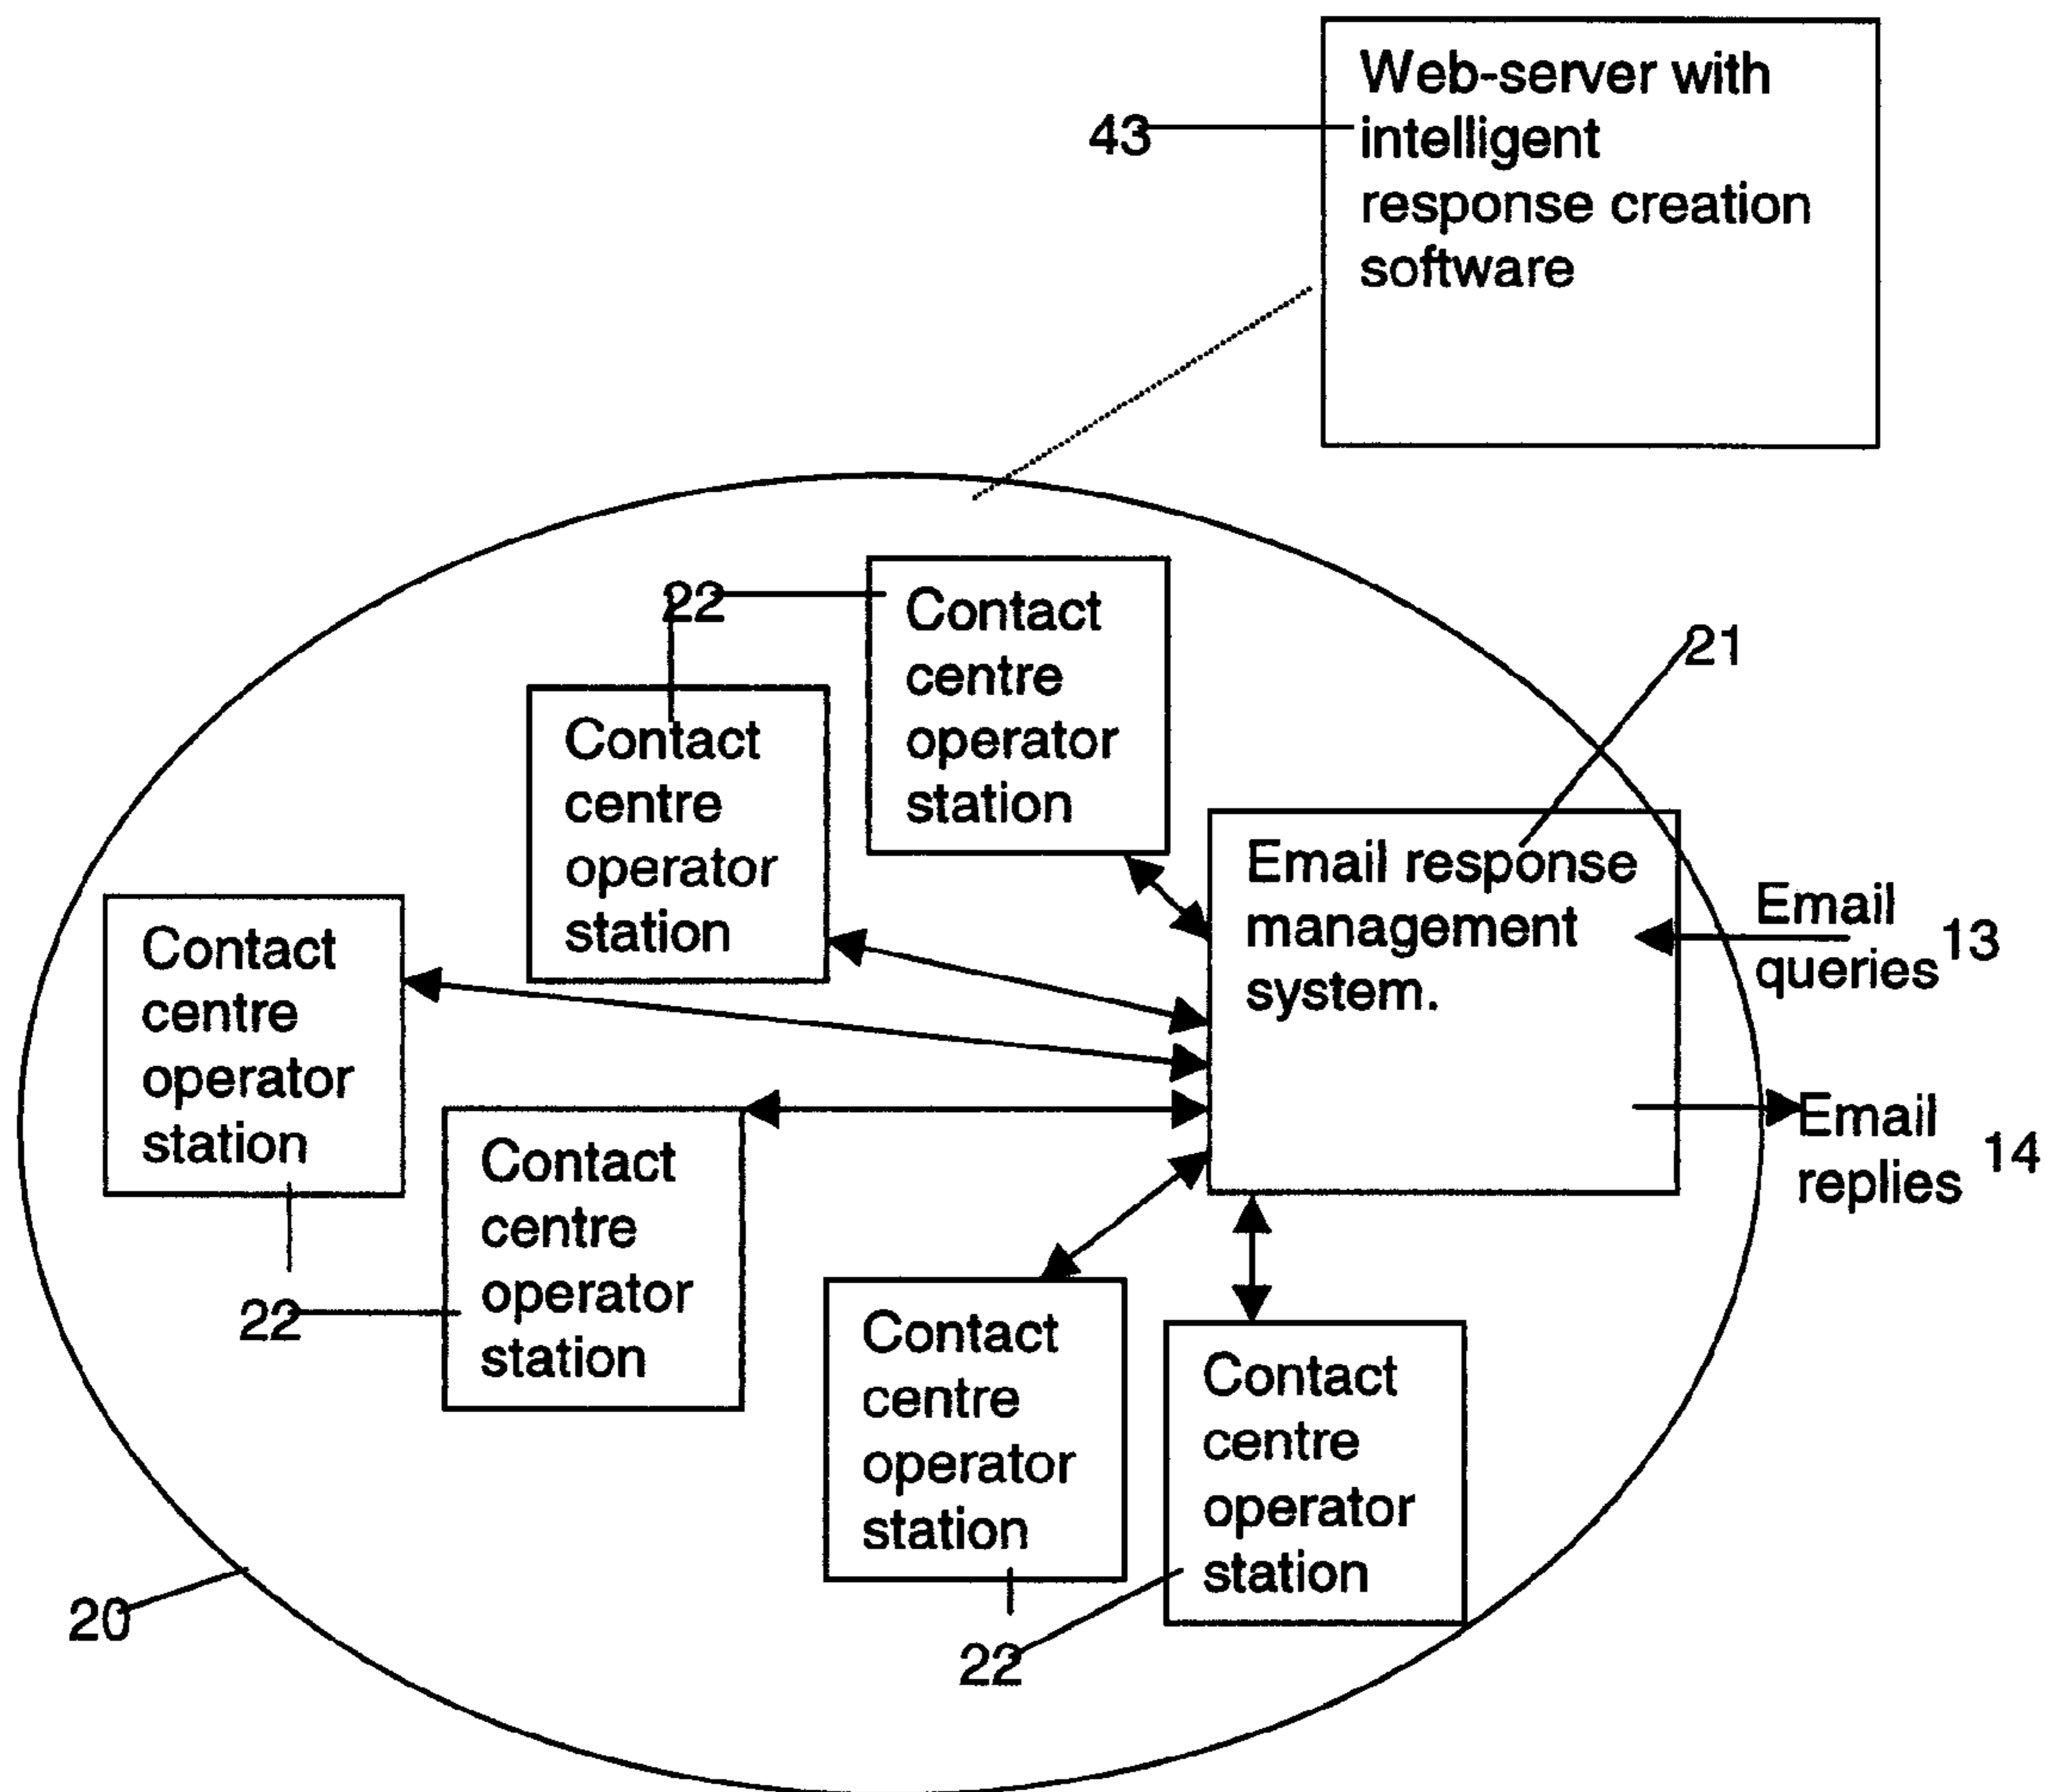 Web-server with
intelligent
response creation
software
43
22
Contact
centre
operator
station
21
Contact
centre
operator
station
Email response
management
system.
Email
queries 13
Contact
centre
operator
station
Email
replies 14
Contact
centre
operator
station
22
Contact
centre
operator
station
Contact
centre
operator
station
20
22